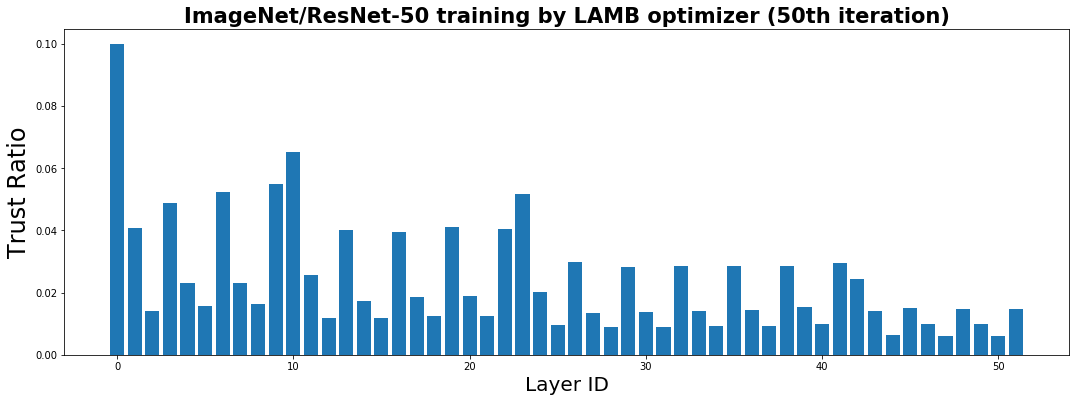 ImageNet/ResNet-50 training by LAMB optimizer (50th iteration)
Trust Ratio
0.10
0.08
0.06
0.04
0.02
0.00
0 10 20 30 40 50
Layer ID